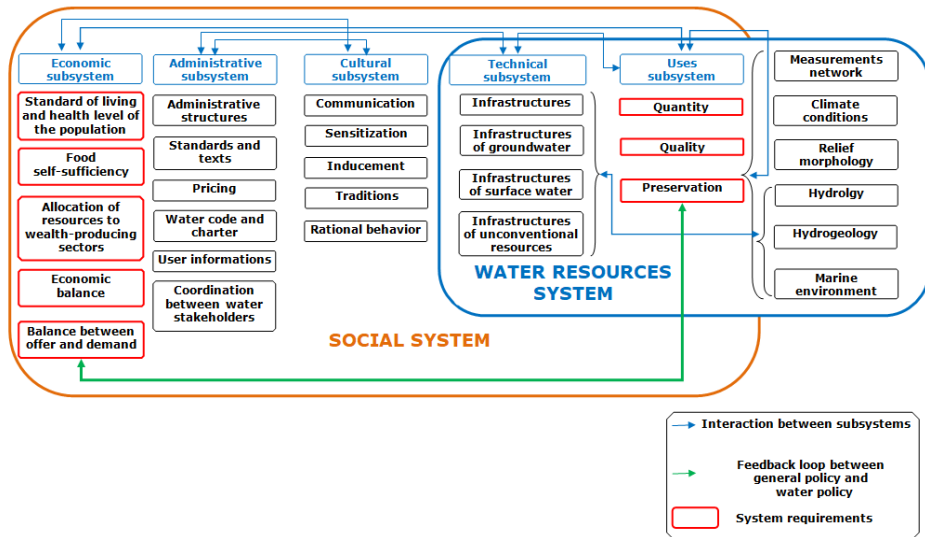 Economic
subsystem
Standard of living
and health level of
the population
Food
self-sufficiency
Allocation of
resources to
wealth-producing
sectors
Economic
balance
Balance between
offer and demand
Administrative
subsystem
Administrative
structures
Standards and
texts
Pricing
Water code and
charter
User informations
Coordination
between water
stakeholders
Cultural
subsystem
Communication
Sensitization
Inducement
Traditions
Rational behavior
SOCIAL SYSTEM
Technical
subsystem
Infrastructures
Infrastructures
of groundwater
Infrastructures
of surface water
Infrastructures
of unconventional
resources
Uses
subsystem
Quantity
Quality
Preservation
WATER RESOURCES
SYSTEM
Measurements
network
Climate
conditions
Relief
morphology
Hydrolgy
Hydrogeology
Marine
environment
Interaction between subsystems
Feedback loop between
general policy and
water policy
System requirements